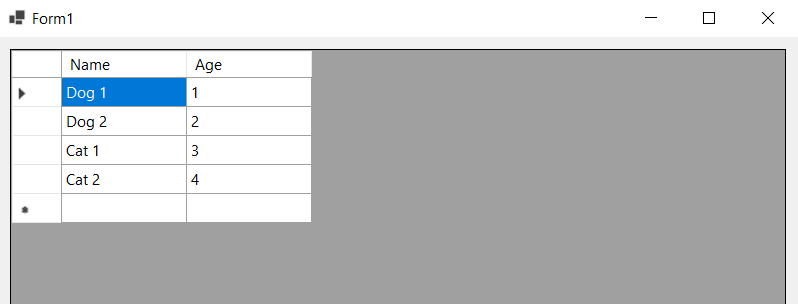 Form1
Name Age
Dog 1 1
Dog 2 2
Cat 1 3
Cat 2 4